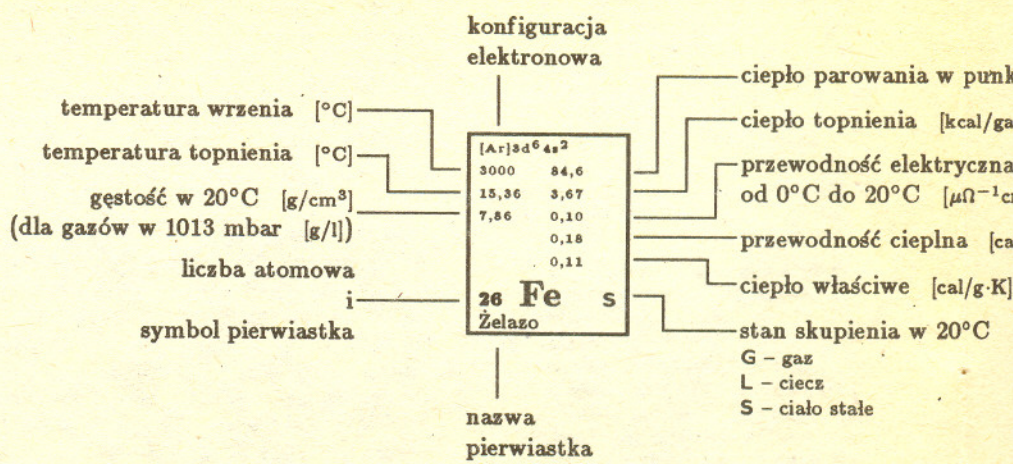 konfiguracja
elektronowa
temperatura wrzenia [°C]
temperatura topnienia [°C]
gęstość w 20°C [g/cm³]
(dla gazów w 1013 mbar [g/l])
liczba atomowa
i
symbol pierwiastka
[Ar]3d⁶4s²
3000 84,6
15,36 3,67
7,86 0,10
0,18
0,11
26 Fe S
Żelazo
nazwa
pierwiastka
ciepło parowania w punk
ciepło topnienia [kcal/ga
przewodność elektryczna
od 0°C do 20°C [μΩ⁻¹c
przewodność cieplna [ca
ciepło właściwe [cal/g·K]
stan skupienia w 20°C
G – gaz
L – ciecz
S – ciało stałe